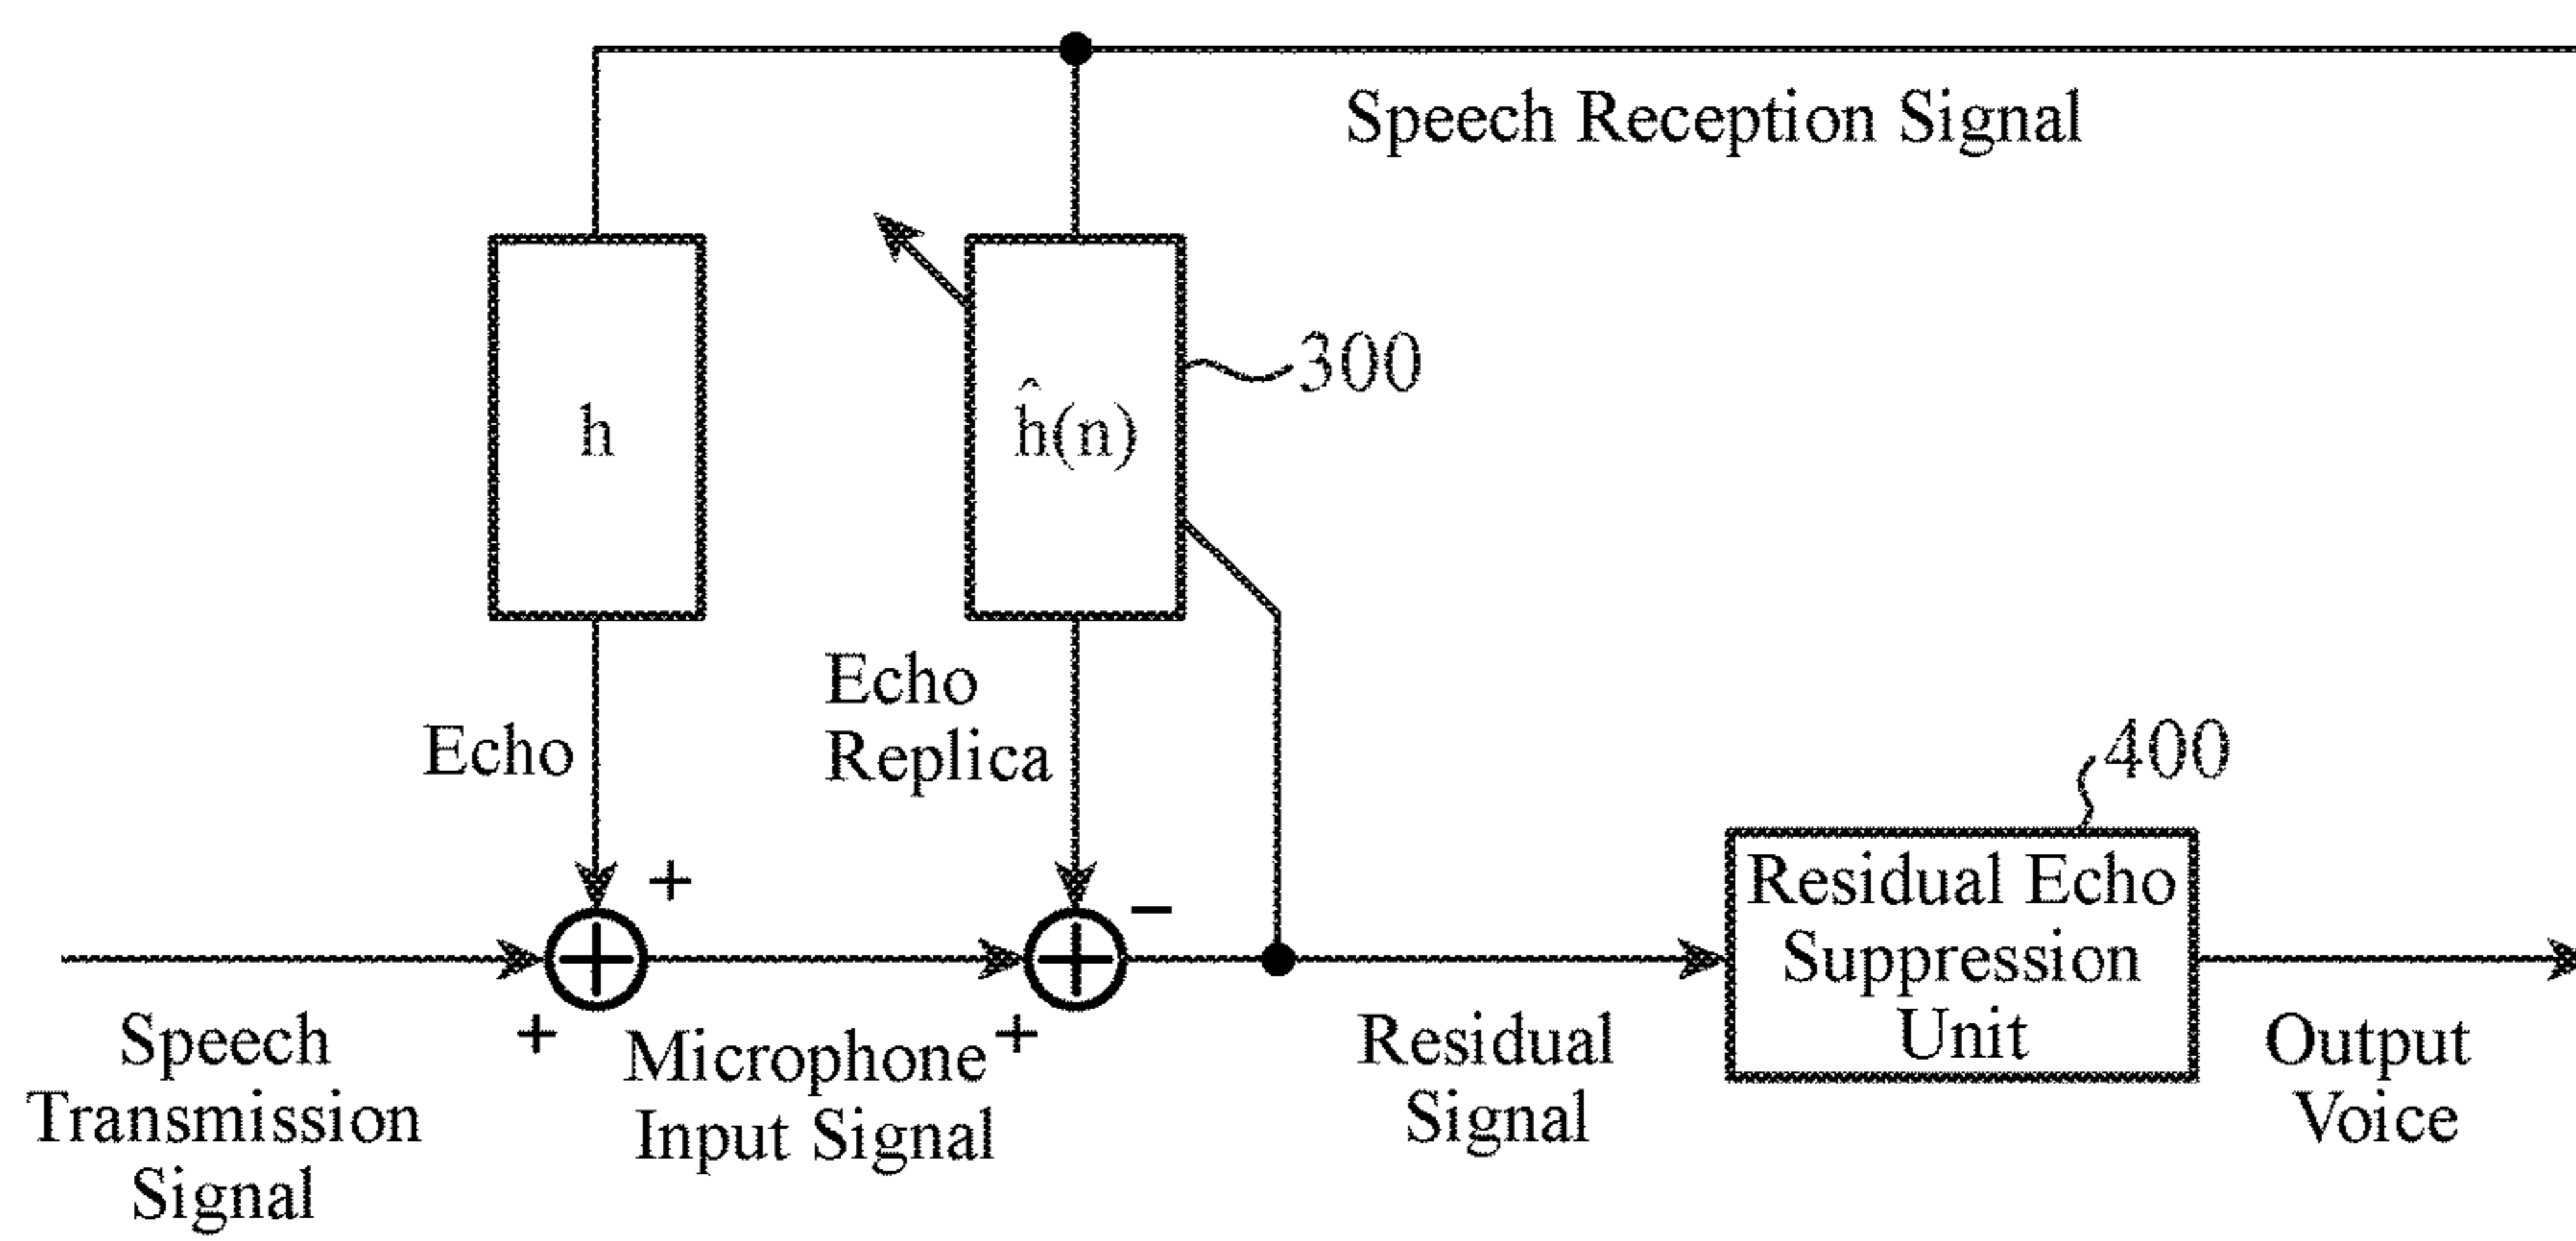 Speech Reception Signal
300
h
ĥ(n)
Echo
Replica
Echo
400
+
−
Residual Echo
Suppression
Unit
+
+
Speech
Transmission
Signal
Microphone
Input Signal
Residual
Signal
Output
Voice